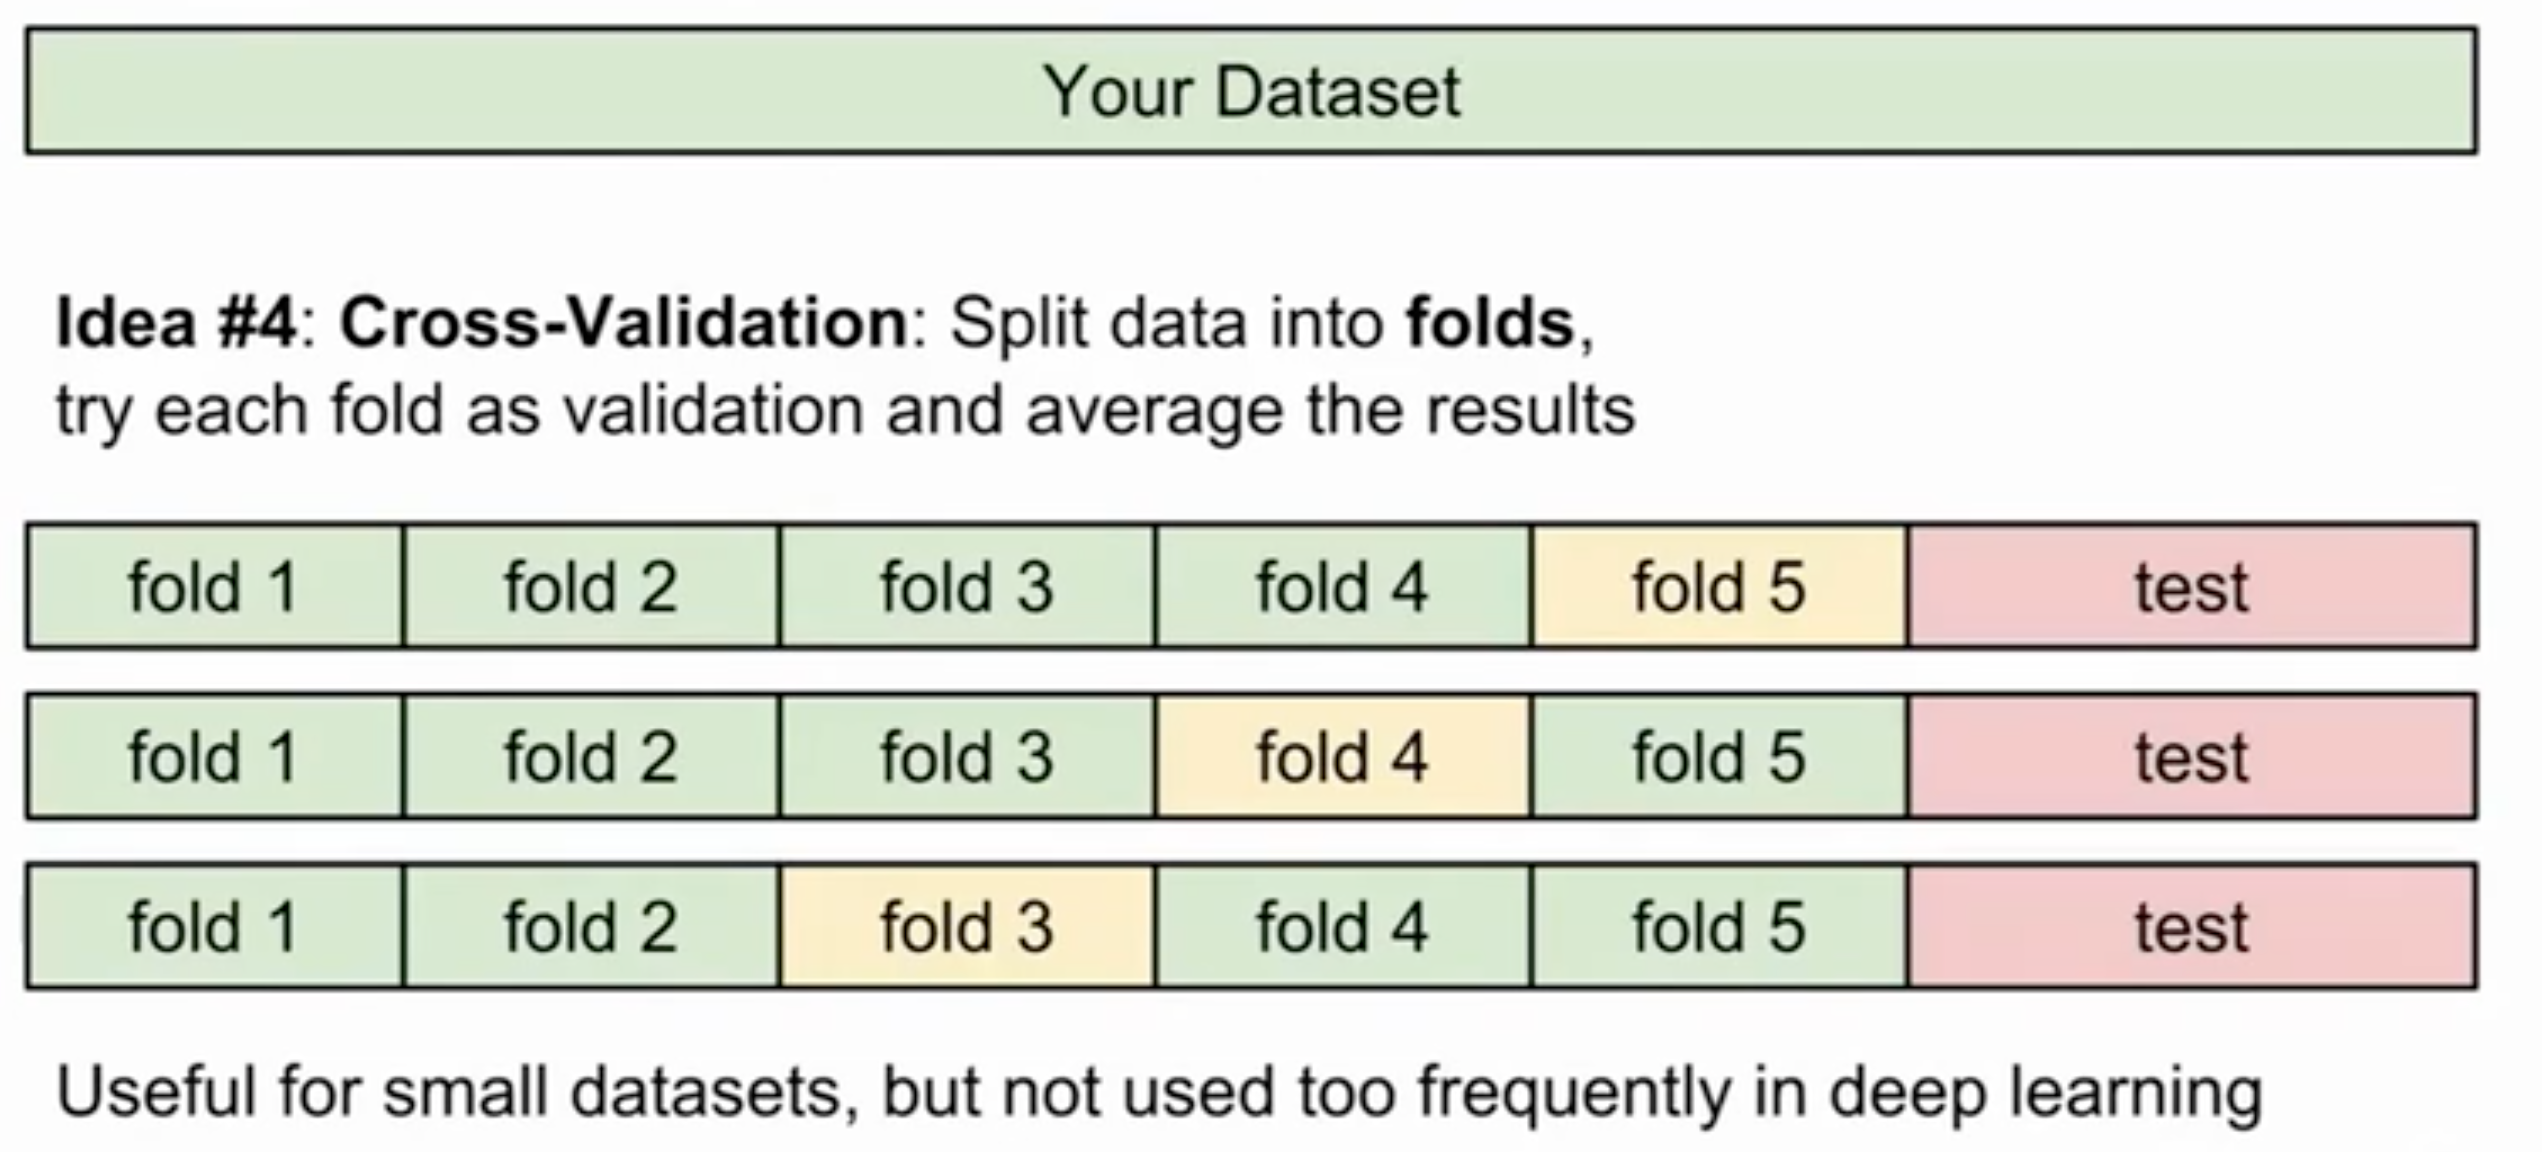 Your Dataset
Idea #4: Cross-Validation: Split data into folds,
try each fold as validation and average the results
fold 1 fold 2 fold 3 fold 4 fold 5 test
fold 1 fold 2 fold 3 fold 4 fold 5 test
fold 1 fold 2 fold 3 fold 4 fold 5 test
Useful for small datasets, but not used too frequently in deep learning